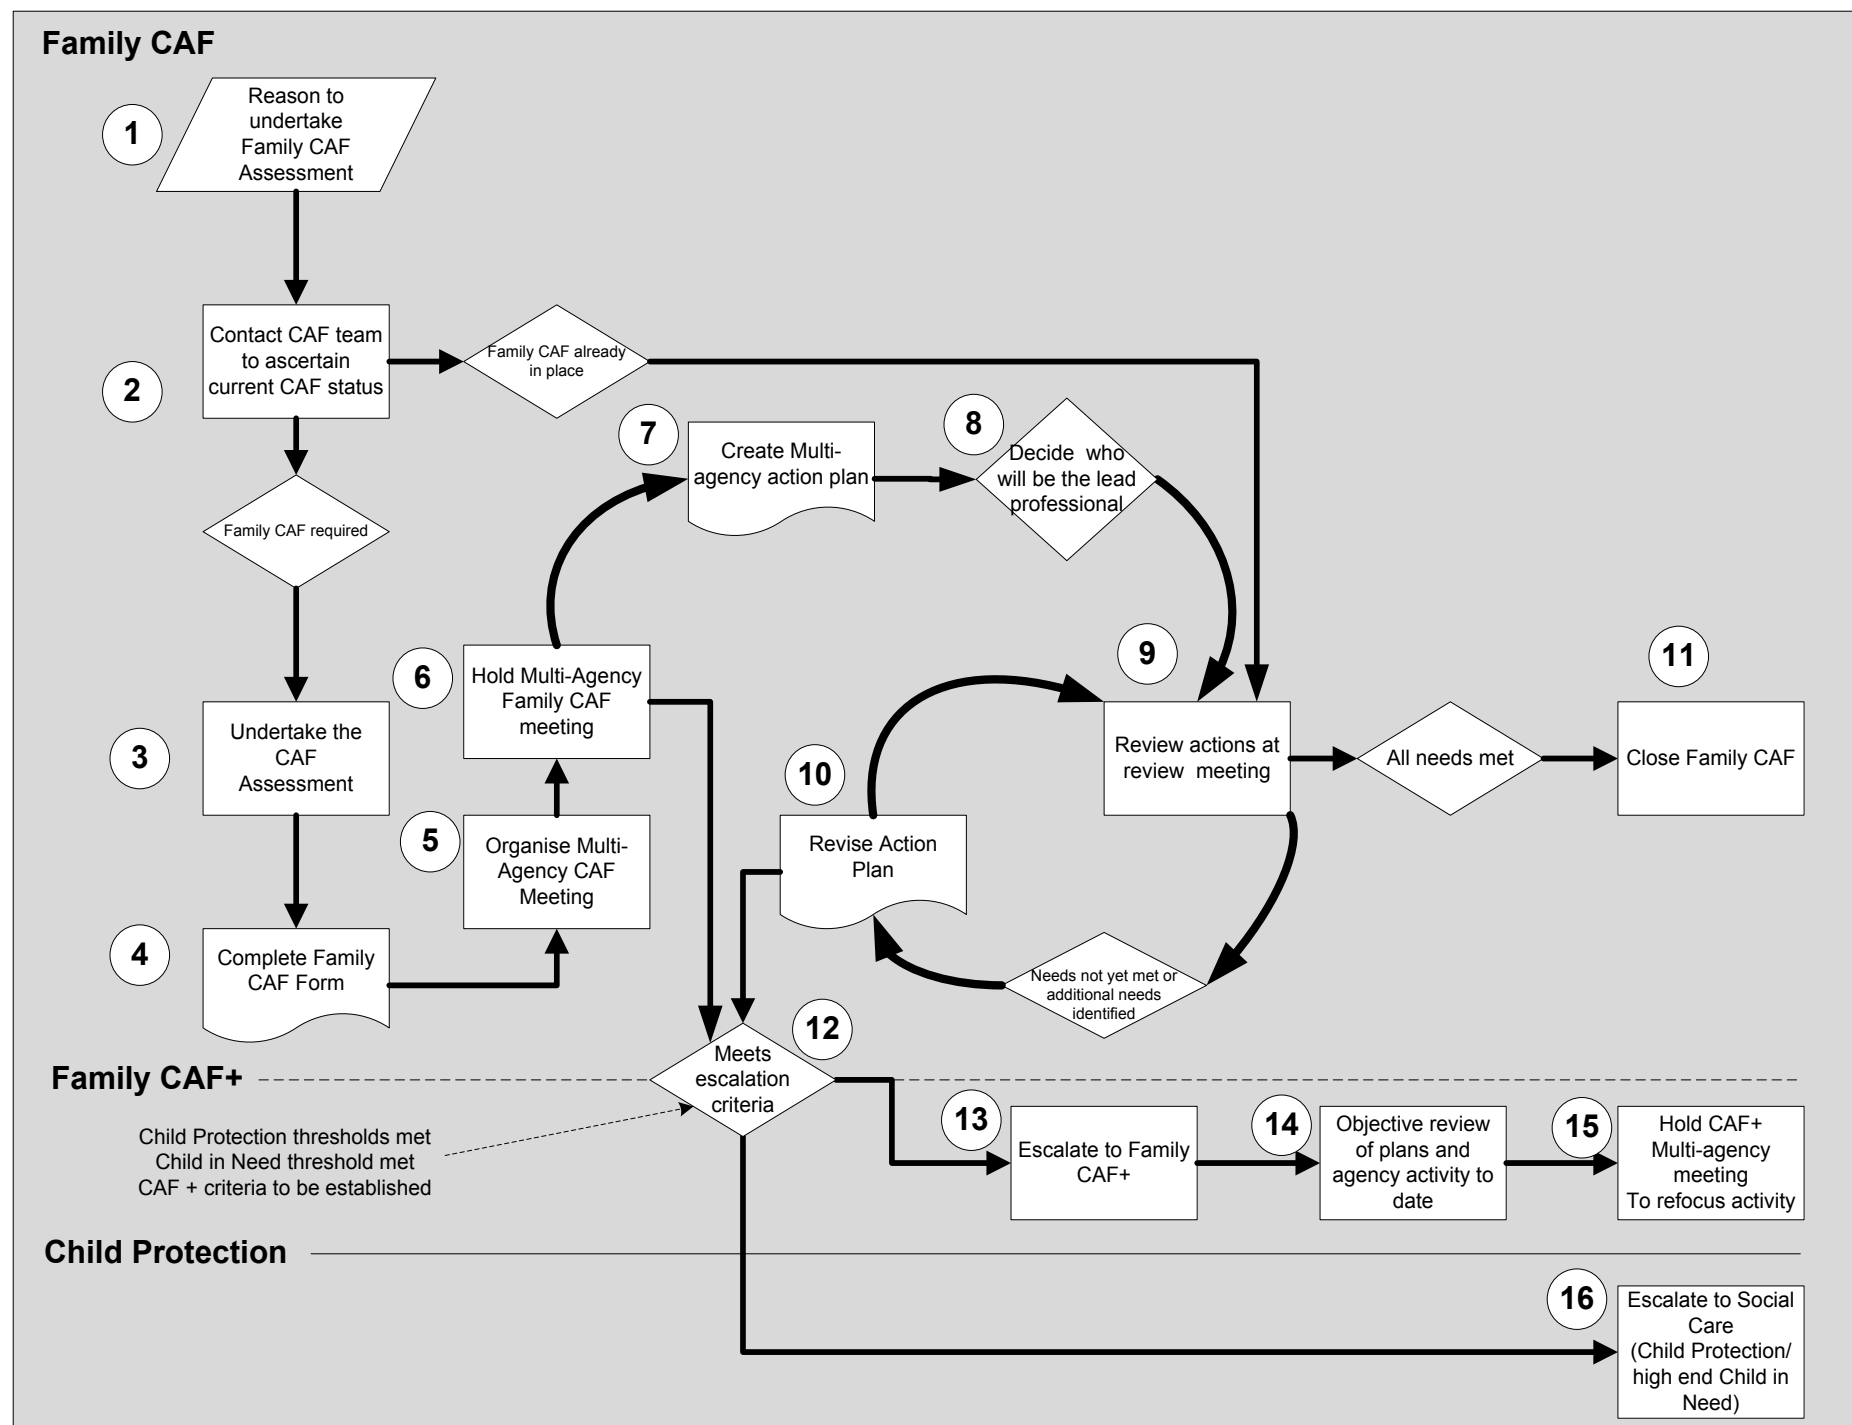 Family CAF
1
Reason to
undertake
Family CAF
Assessment
2
Contact CAF team
to ascertain
current CAF status
Family CAF already
in place
Family CAF required
3
Undertake the
CAF
Assessment
4
Complete Family
CAF Form
5
Organise Multi-
Agency CAF
Meeting
6
Hold Multi-Agency
Family CAF
meeting
7
Create Multi-
agency action plan
8
Decide who
will be the lead
professional
9
Review actions at
review meeting
10
Revise Action
Plan
Needs not yet met or
additional needs
identified
All needs met
11
Close Family CAF
12
Meets
escalation
criteria
Family CAF+
Child Protection thresholds met
Child in Need threshold met
CAF + criteria to be established
13
Escalate to Family
CAF+
14
Objective review
of plans and
agency activity to
date
15
Hold CAF+
Multi-agency
meeting
To refocus activity
Child Protection
16
Escalate to Social
Care
(Child Protection/
high end Child in
Need)